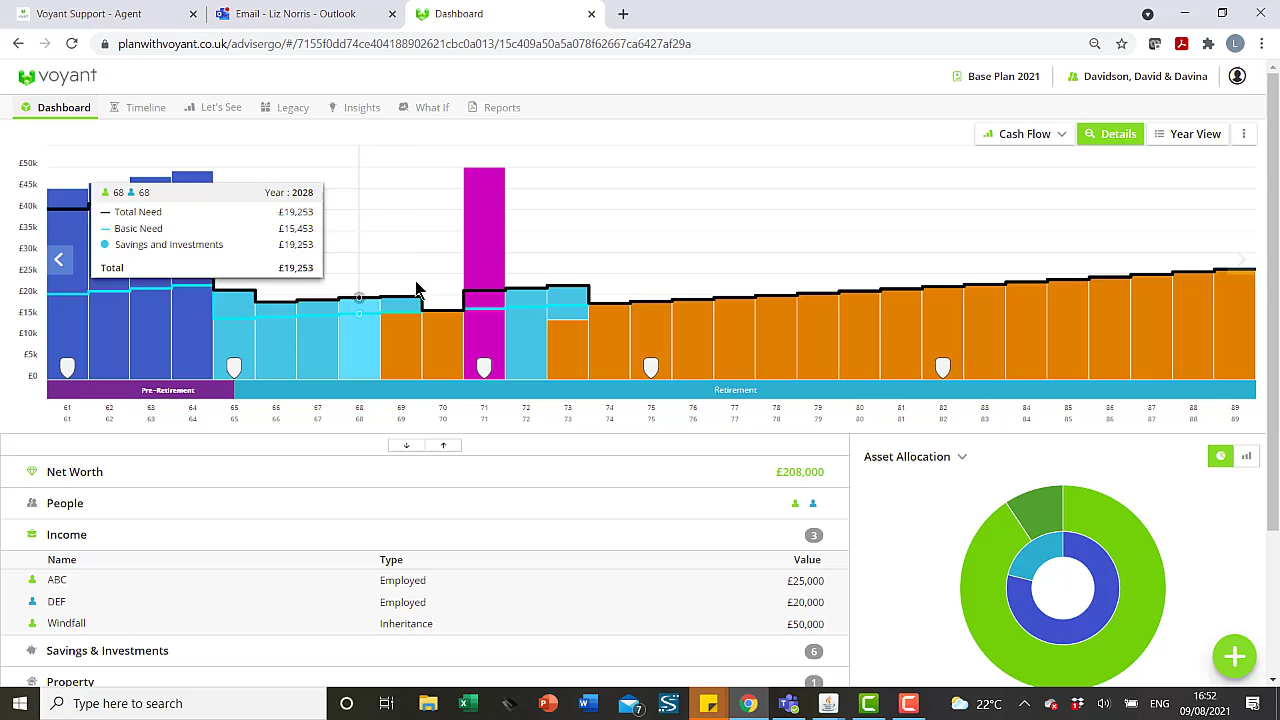 Voyant Support - Agent
Email - Liz Norris - Outlook
Dashboard
L
voyant
Base Plan 2021
Davidson, David & Davina
Dashboard
Timeline
Let's See
Legacy
Insights
What If
Reports
Cash Flow
Details
Year View
£50k
£45k
£40k
£35k
£30k
£25k
£20k
£15k
£10k
£5k
£0
68 68 Year : 2028
Total Need £19,253
Basic Need £15,453
Savings and Investments £19,253
Total £19,253
Pre-Retirement
Retirement
61 62 63 64 65 66 67 68 69 70 71 72 73 74 75 76 77 78 79 80 81 82 83 84 85 86 87 88 89
61 62 63 64 65 66 67 68 69 70 71 72 73 74 75 76 77 78 79 80 81 82 83 84 85 86 87 88 89
Net Worth £208,000
People
Income 3
Name Type Value
ABC Employed £25,000
DEF Employed £20,000
Windfall Inheritance £50,000
Savings & Investments 6
Property 1
Asset Allocation
Type here to search
7
22°C
ENG
16:52
09/08/2021